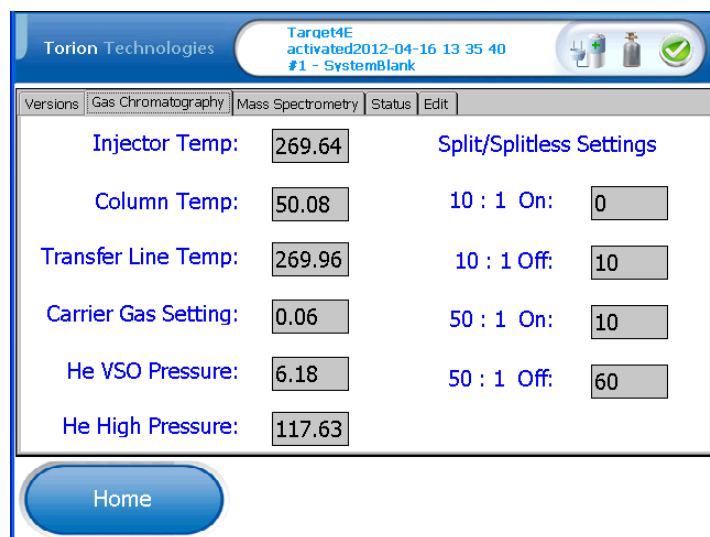 Torion Technologies
Target4E
activated2012-04-16 13 35 40
#1 - SystemBlank
Versions Gas Chromatography Mass Spectrometry Status Edit
Injector Temp: 269.64
Split/Splitless Settings
Column Temp: 50.08
10 : 1 On: 0
Transfer Line Temp: 269.96
10 : 1 Off: 10
Carrier Gas Setting: 0.06
50 : 1 On: 10
He VSO Pressure: 6.18
50 : 1 Off: 60
He High Pressure: 117.63
Home